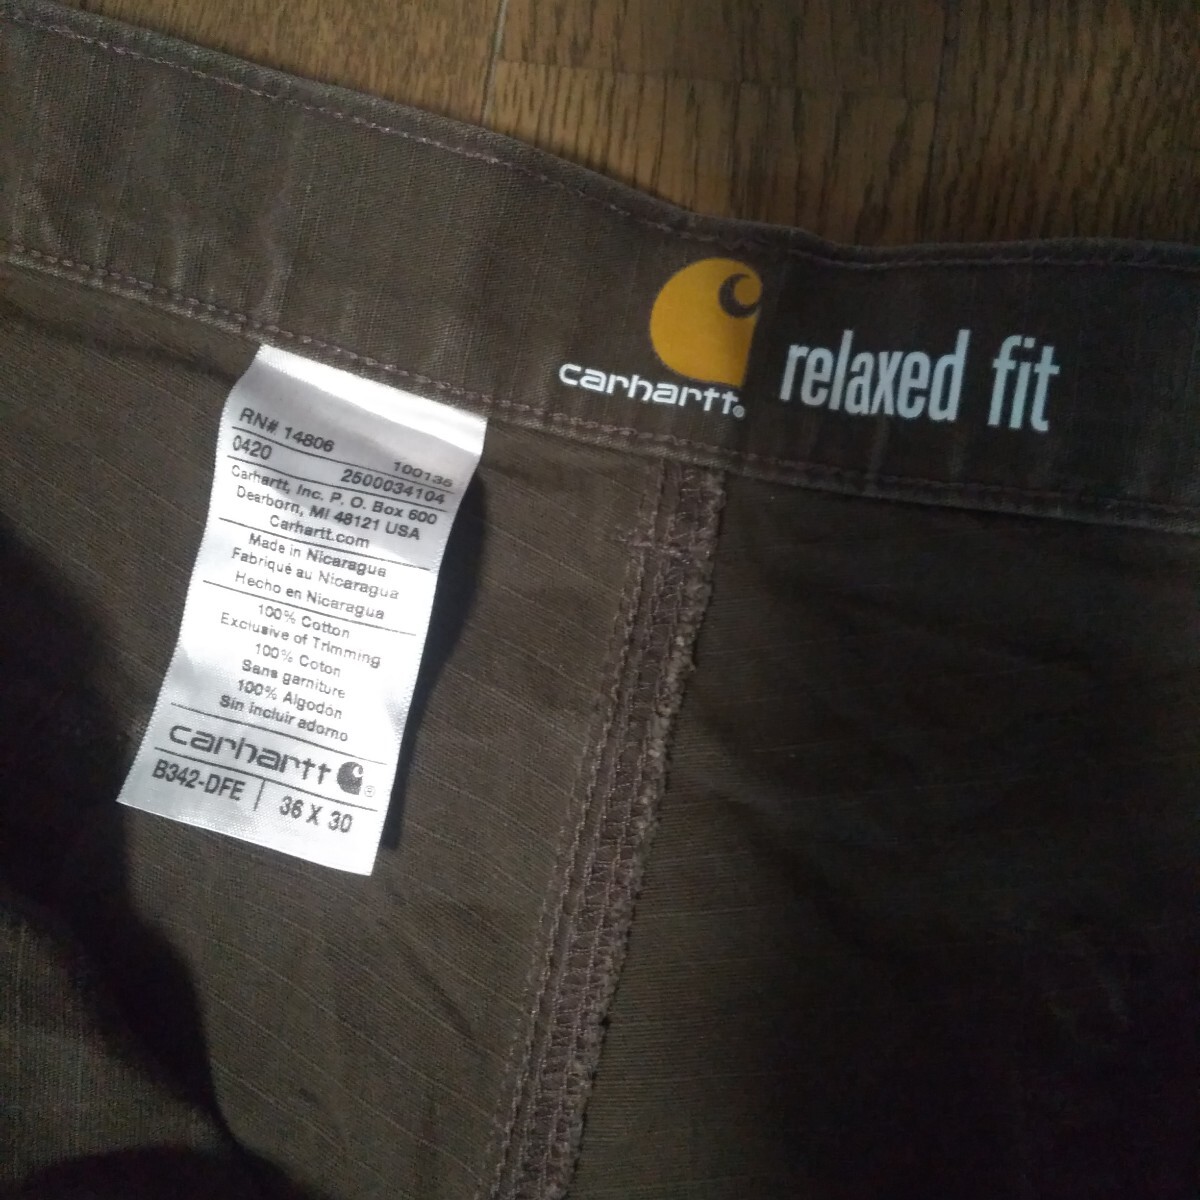 carhartt®
relaxed fit
RN# 14806 100136
0420 2500034104
Carhartt, Inc. P. O. Box 600
Dearborn, MI 48121 USA
Carhartt.com
Made in Nicaragua
Fabriqué au Nicaragua
Hecho en Nicaragua
100% Cotton
Exclusive of Trimming
100% Coton
Sans garniture
100% Algodón
Sin incluir adorno
carhartt ®
B342-DFE | 36 X 30